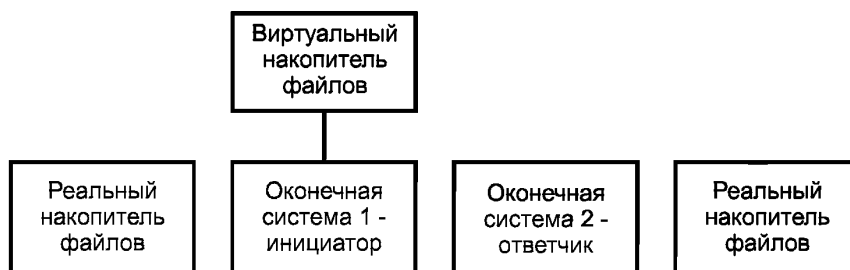 Виртуальный
накопитель
файлов
Реальный
накопитель
файлов
Оконечная
система 1 -
инициатор
Оконечная
система 2 -
ответчик
Реальный
накопитель
файлов